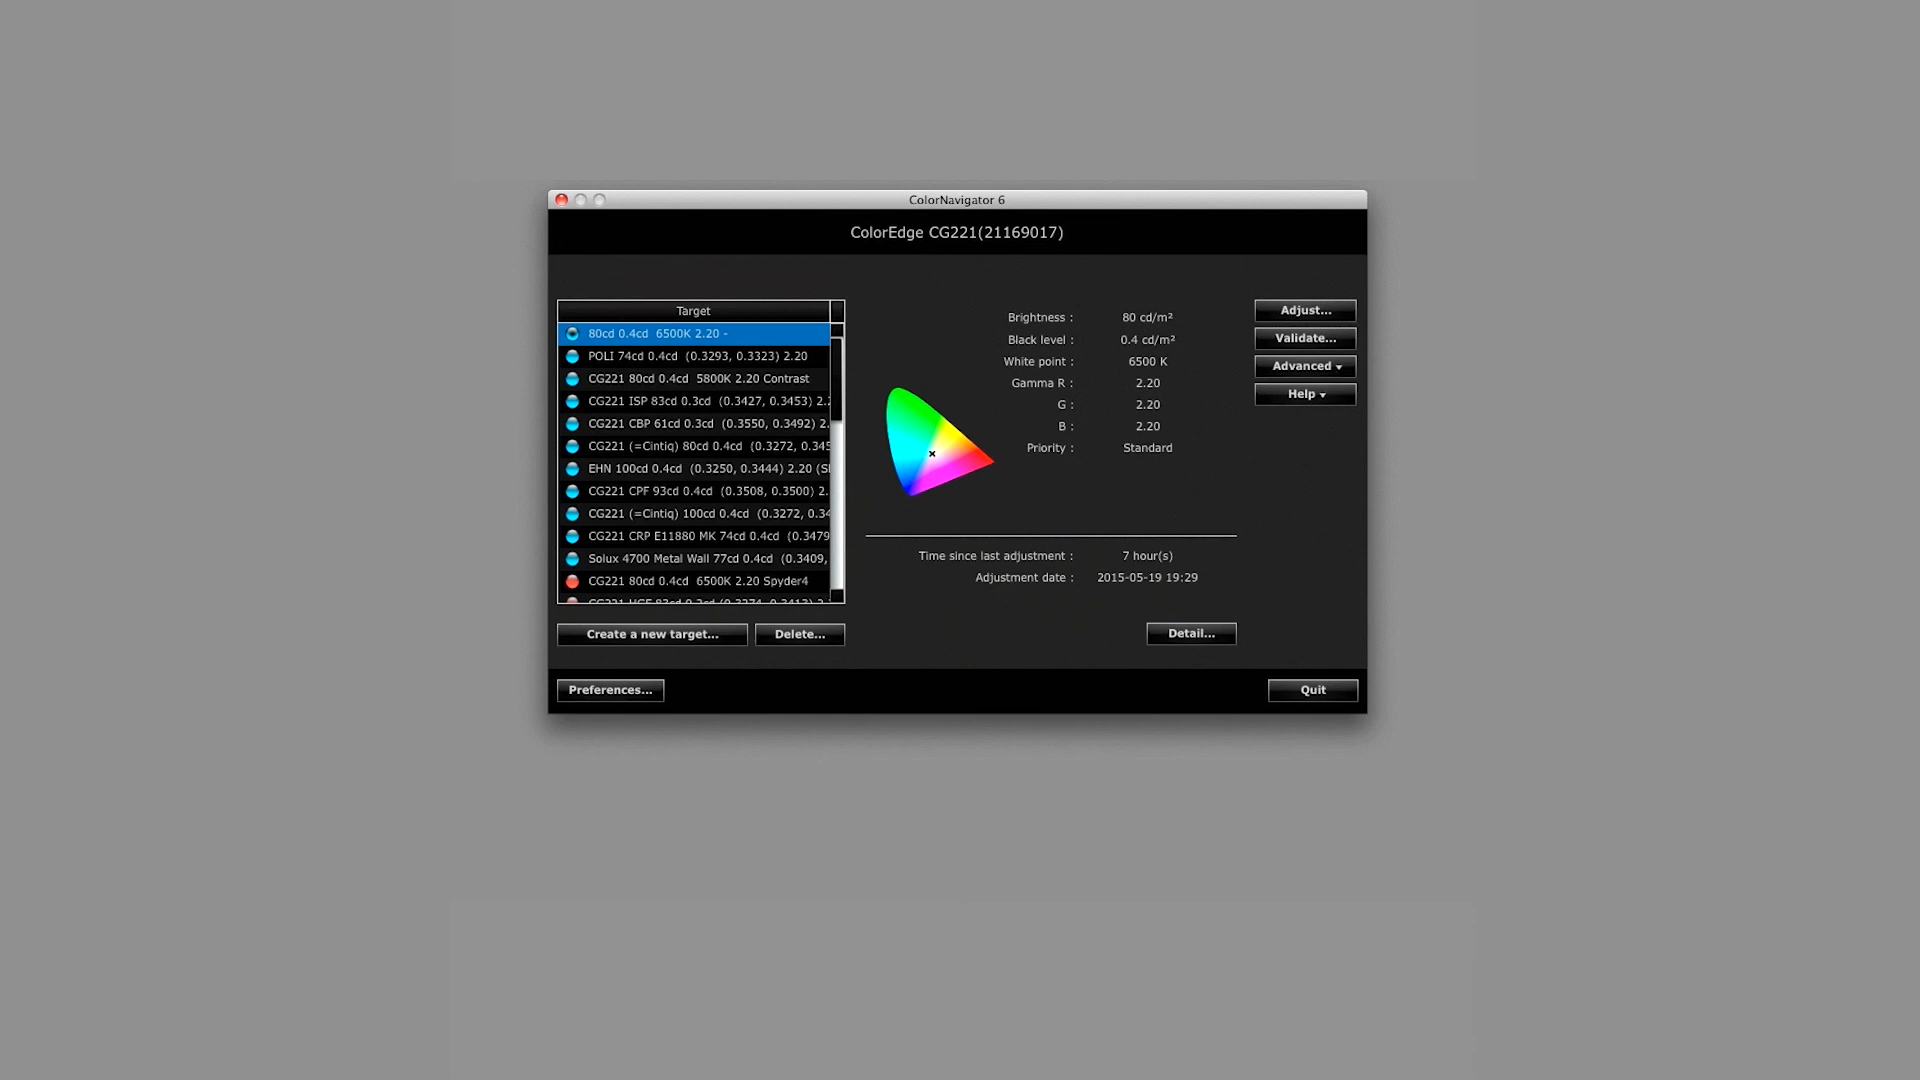 ColorNavigator 6
ColorEdge CG221(21169017)
Target
80cd 0.4cd 6500K 2.20 -
POLI 74cd 0.4cd (0.3293, 0.3323) 2.20
CG221 80cd 0.4cd 5800K 2.20 Contrast
CG221 ISP 83cd 0.3cd (0.3427, 0.3453) 2.
CG221 CBP 61cd 0.3cd (0.3550, 0.3492) 2.
CG221 (=Cintiq) 80cd 0.4cd (0.3272, 0.345
EHN 100cd 0.4cd (0.3250, 0.3444) 2.20
CG221 CPF 93cd 0.4cd (0.3508, 0.3500) 2.
CG221 (=Cintiq) 100cd 0.4cd (0.3272, 0.34
CG221 CRP E11880 MK 74cd 0.4cd (0.3479
Solux 4700 Metal Wall 77cd 0.4cd (0.3409,
CG221 80cd 0.4cd 6500K 2.20 Spyder4
Create a new target...
Delete...
Brightness : 80 cd/m²
Black level : 0.4 cd/m²
White point : 6500 K
Gamma R : 2.20
G : 2.20
B : 2.20
Priority : Standard
Time since last adjustment : 7 hour(s)
Adjustment date : 2015-05-19 19:29
Detail...
Adjust...
Validate...
Advanced
Help
Preferences...
Quit